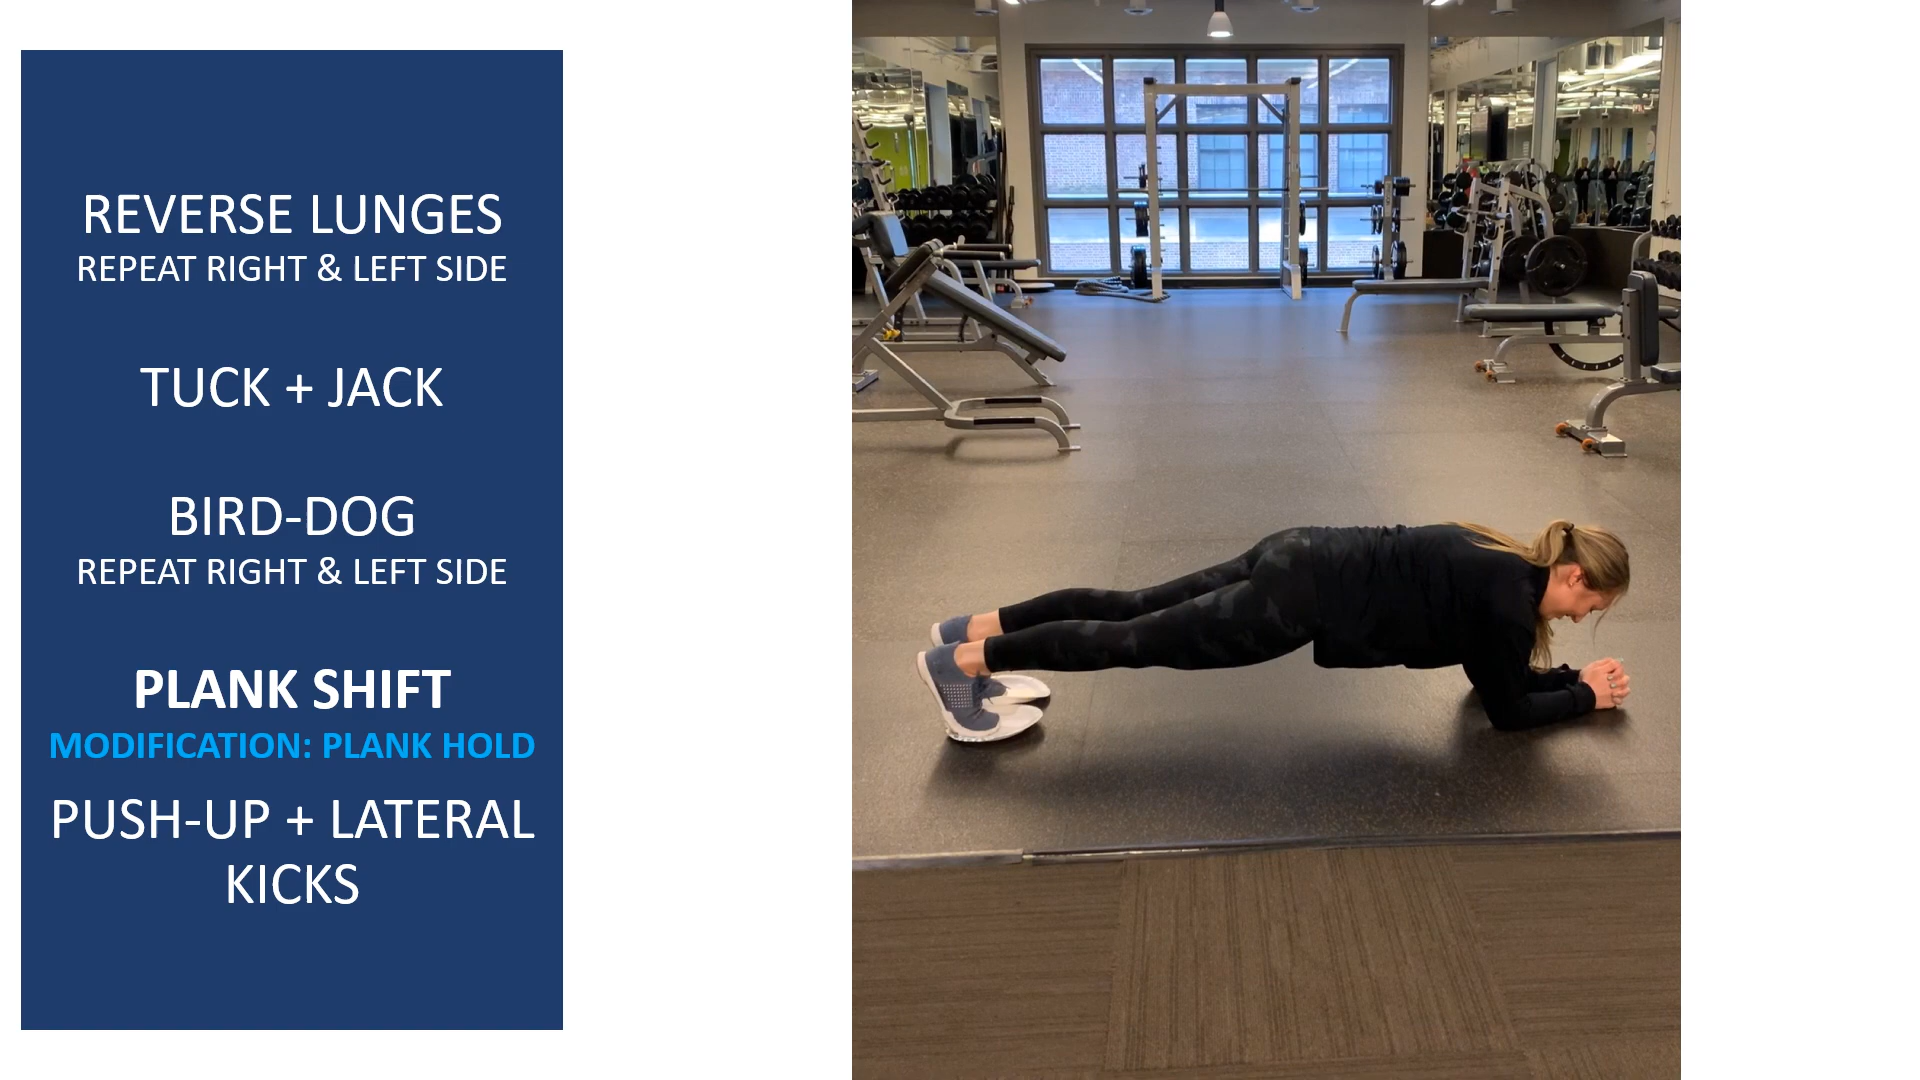 REVERSE LUNGES
REPEAT RIGHT & LEFT SIDE
TUCK + JACK
BIRD-DOG
REPEAT RIGHT & LEFT SIDE
PLANK SHIFT
MODIFICATION: PLANK HOLD
PUSH-UP + LATERAL
KICKS